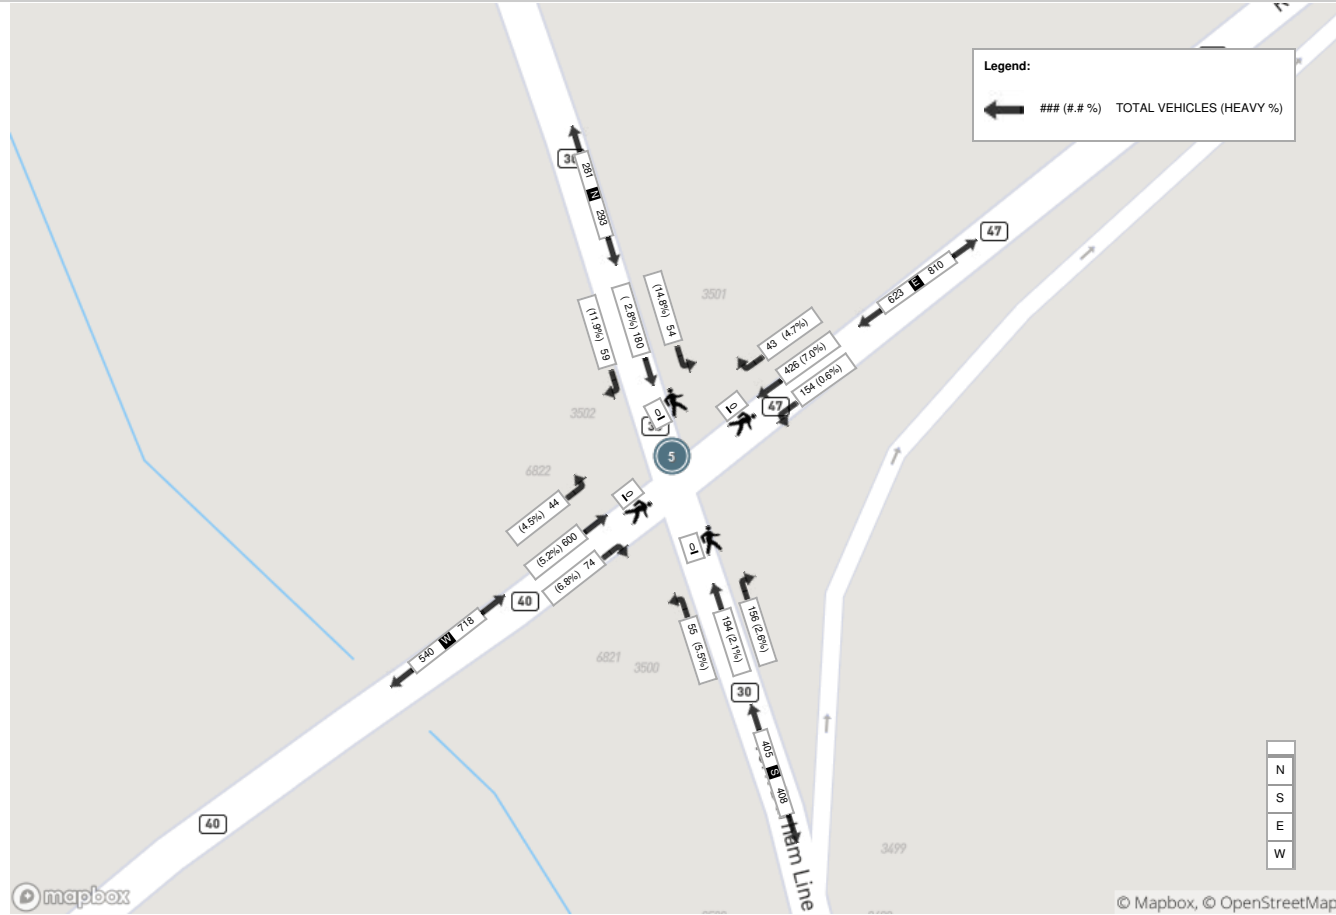 Legend:
### (#.# %) TOTAL VEHICLES (HEAVY %)
47
810
E
623
281
N
293
(11.9%) 59
( 2.8%) 180
(14.8%) 54
3501
43 (4.7%)
426 (7.0%)
154 (0.6%)
47
3502
0
0
5
6822
(4.5%) 44
(5.2%) 600
(6.8%) 74
0
0
40
718
W
540
55 (5.5%)
194 (2.1%)
156 (2.6%)
6821
3500
30
405
S
408
ham Line
3499
40
N
S
E
W
mapbox
© Mapbox, © OpenStreetMap